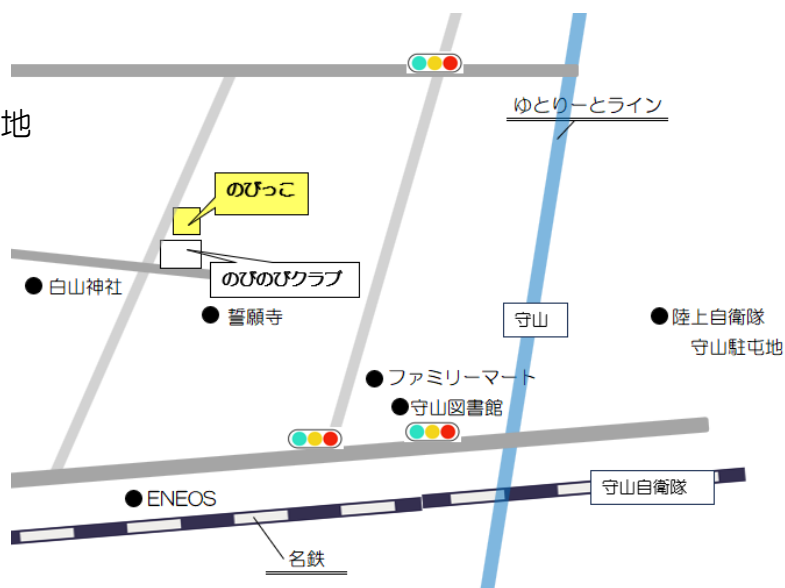 ゆとりーとライン
地
のびっこ
のびのびクラブ
白山神社
誓願寺
守山
陸上自衛隊
守山駐屯地
ファミリーマート
守山図書館
ENEOS
守山自衛隊
名鉄